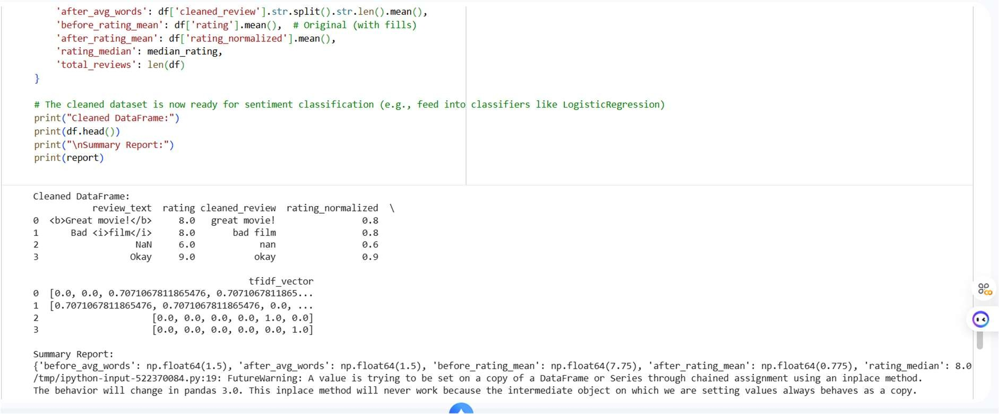 'after_avg_words': df['cleaned_review'].str.split().str.len().mean(),
'before_rating_mean': df['rating'].mean(),  # Original (with fills)
'after_rating_mean': df['rating_normalized'].mean(),
'rating_median': median_rating,
'total_reviews': len(df)
}
# The cleaned dataset is now ready for sentiment classification (e.g., feed into classifiers like LogisticRegression)
print("Cleaned DataFrame:")
print(df.head())
print("\nSummary Report:")
print(report)
Cleaned DataFrame:
review_text  rating cleaned_review  rating_normalized  \
0  <b>Great movie!</b>     8.0   great movie!                0.8
1      Bad <i>film</i>     8.0       bad film                0.8
2                  NaN     6.0            nan                0.6
3                 Okay     9.0           okay                0.9
tfidf_vector
0  [0.0, 0.0, 0.7071067811865476, 0.7071067811865...
1  [0.7071067811865476, 0.7071067811865476, 0.0, ...
2                     [0.0, 0.0, 0.0, 0.0, 1.0, 0.0]
3                     [0.0, 0.0, 0.0, 0.0, 0.0, 1.0]
Summary Report:
{'before_avg_words': np.float64(1.5), 'after_avg_words': np.float64(1.5), 'before_rating_mean': np.float64(7.75), 'after_rating_mean': np.float64(0.775), 'rating_median': 8.0
/tmp/ipython-input-522370084.py:19: FutureWarning: A value is trying to be set on a copy of a DataFrame or Series through chained assignment using an inplace method.
The behavior will change in pandas 3.0. This inplace method will never work because the intermediate object on which we are setting values always behaves as a copy.